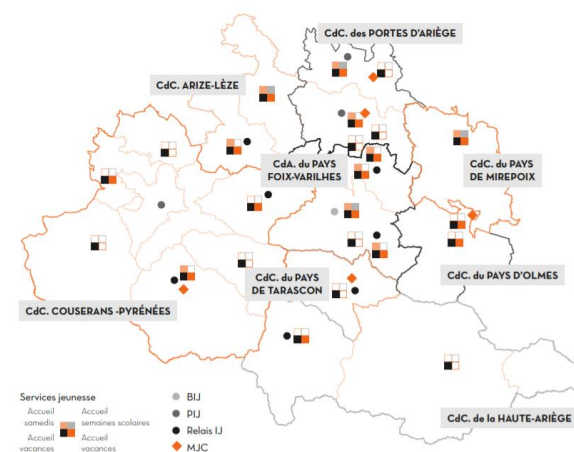 CdC. des PORTES D'ARIÈGE
CdC. ARIZE-LÈZE
CdA. du PAYS
FOIX-VARILHES
CdC. du PAYS
DE MIREPOIX
CdC. du PAYS
DE TARASCON
CdC. du PAYS D'OLMES
CdC. COUSERANS -PYRÉNÉES
CdC. de la HAUTE-ARIÈGE
Services jeunesse
Accueil
samedis
Accueil
semaines scolaires
Accueil
vacances
Accueil
vacances
BIJ
PIJ
Relais IJ
MJC